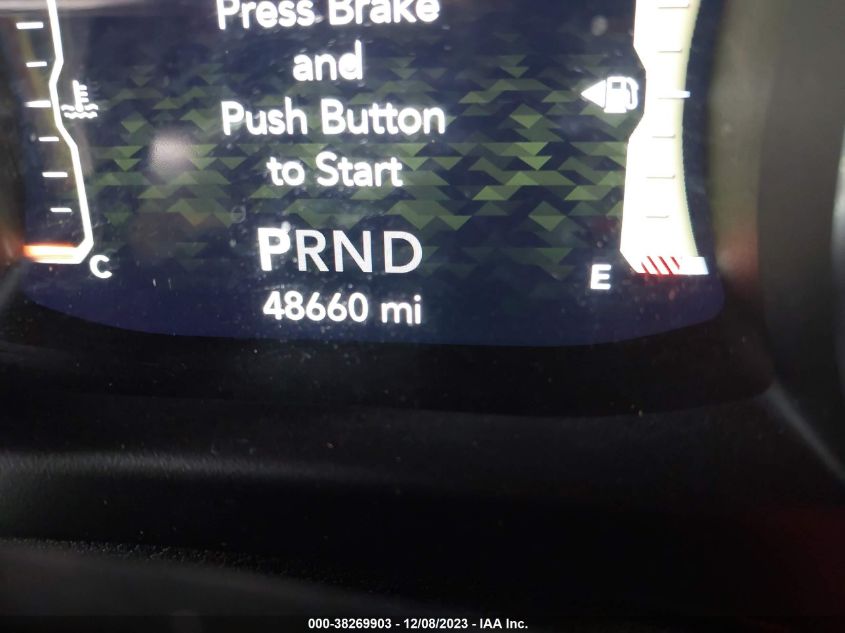 Press Brake
and
Push Button
to Start
PRND
C
E
48660 mi
000-38269903 - 12/08/2023 - IAA Inc.